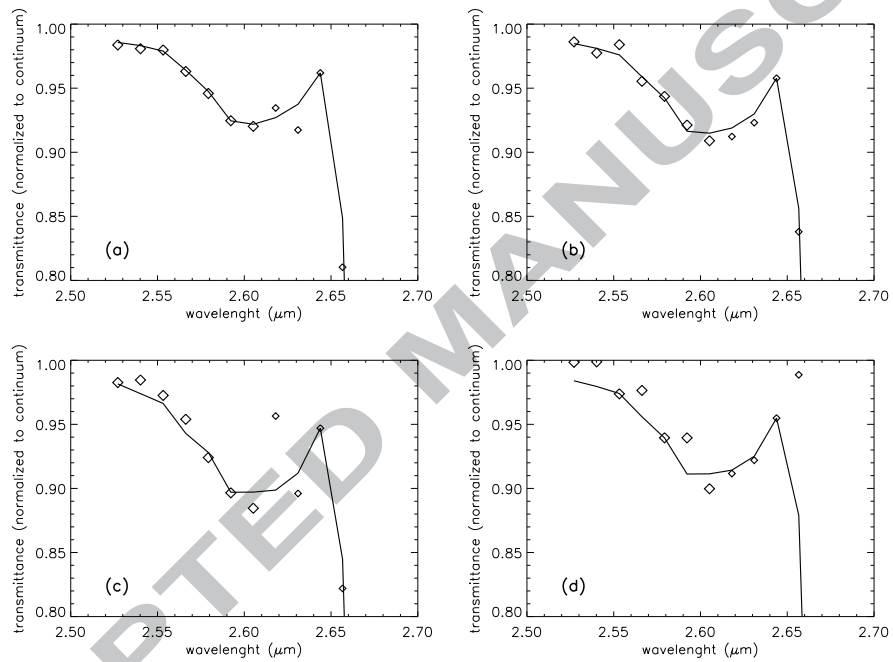 PTED MANUSC
transmittance (normalized to continuum)
1.00
0.95
0.90
0.85
0.80
(a)
2.50 2.55 2.60 2.65 2.70
wavelenght (μm)
transmittance (normalized to continuum)
1.00
0.95
0.90
0.85
0.80
(b)
2.50 2.55 2.60 2.65 2.70
wavelenght (μm)
transmittance (normalized to continuum)
1.00
0.95
0.90
0.85
0.80
(c)
2.50 2.55 2.60 2.65 2.70
wavelenght (μm)
transmittance (normalized to continuum)
1.00
0.95
0.90
0.85
0.80
(d)
2.50 2.55 2.60 2.65 2.70
wavelenght (μm)